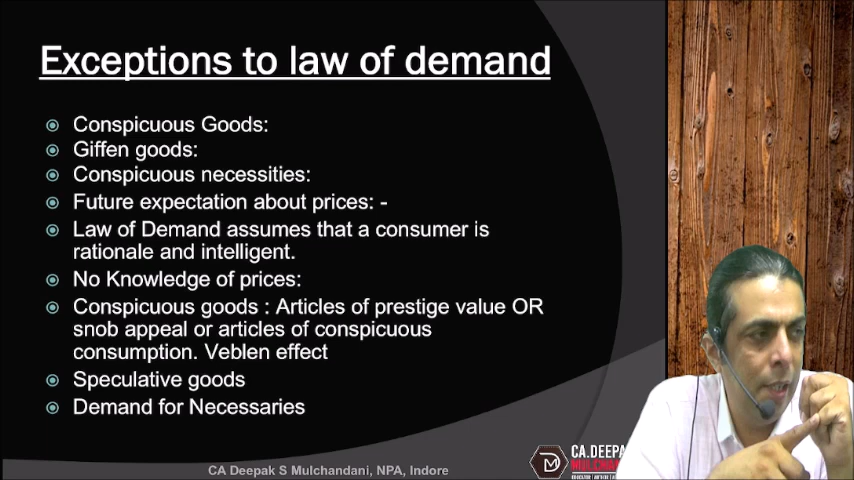 Exceptions to law of demand
Conspicuous Goods:
Giffen goods:
Conspicuous necessities:
Future expectation about prices: -
Law of Demand assumes that a consumer is
rationale and intelligent.
No Knowledge of prices:
Conspicuous goods : Articles of prestige value OR
snob appeal or articles of conspicuous
consumption. Veblen effect
Speculative goods
Demand for Necessaries
CA Deepak S Mulchandani, NPA, Indore
CA.DEEPA
MULCHAN